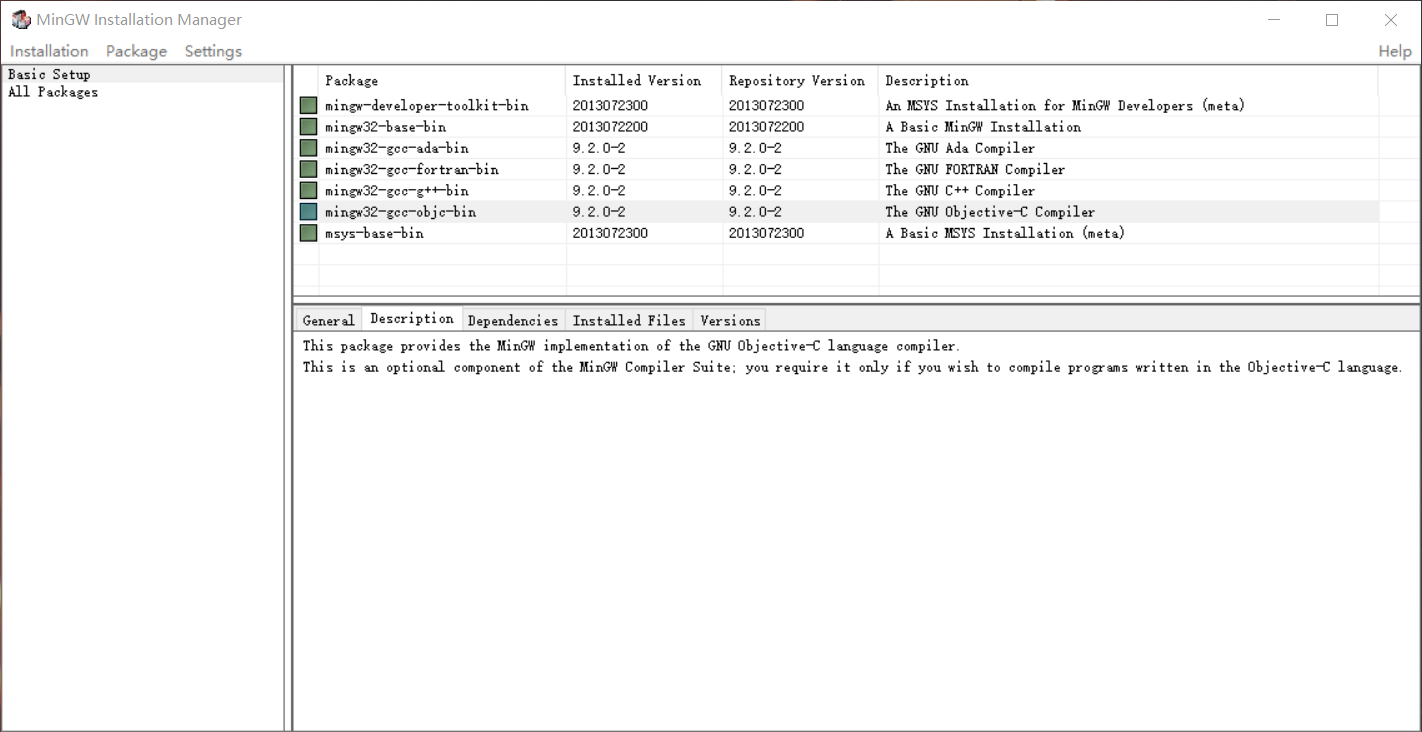 MinGW Installation Manager
Installation Package Settings Help
Basic Setup
All Packages
Package Installed Version Repository Version Description
mingw-developer-toolkit-bin 2013072300 2013072300 An MSYS Installation for MinGW Developers (meta)
mingw32-base-bin 2013072200 2013072200 A Basic MinGW Installation
mingw32-gcc-ada-bin 9.2.0-2 9.2.0-2 The GNU Ada Compiler
mingw32-gcc-fortran-bin 9.2.0-2 9.2.0-2 The GNU FORTRAN Compiler
mingw32-gcc-g++-bin 9.2.0-2 9.2.0-2 The GNU C++ Compiler
mingw32-gcc-objc-bin 9.2.0-2 9.2.0-2 The GNU Objective-C Compiler
msys-base-bin 2013072300 2013072300 A Basic MSYS Installation (meta)
General Description Dependencies Installed Files Versions
This package provides the MinGW implementation of the GNU Objective-C language compiler.
This is an optional component of the MinGW Compiler Suite; you require it only if you wish to compile programs written in the Objective-C language.